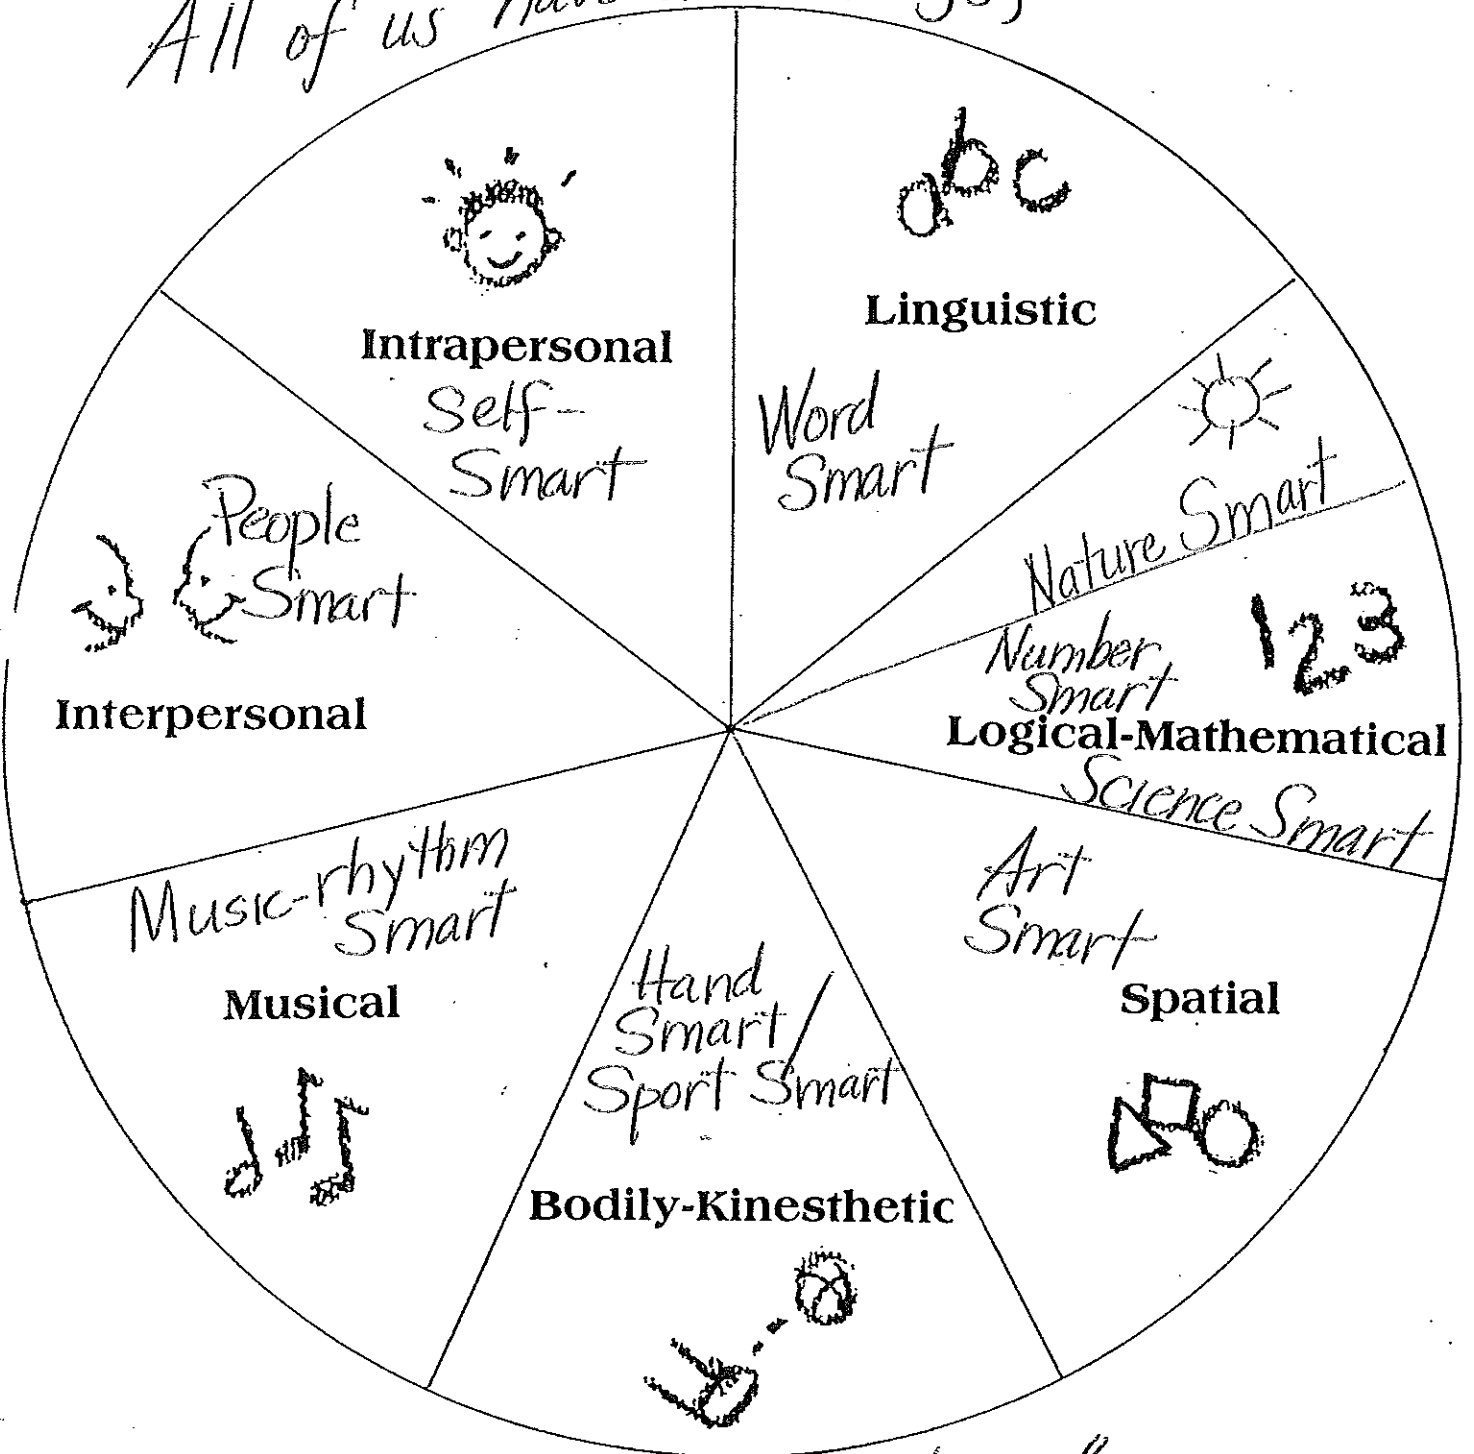 All of us
abc
Linguistic
Word
Smart
Intrapersonal
Self-
Smart
Nature Smart
Number
Smart
123
Logical-Mathematical
Science Smart
People
Smart
Interpersonal
Art
Smart
Spatial
Hand
Smart/
Sport Smart
Bodily-Kinesthetic
Music-rhythm
Smart
Musical